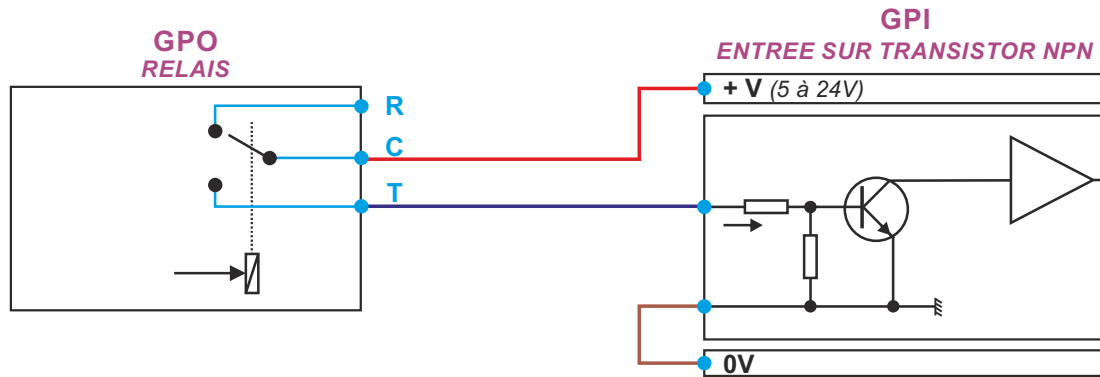 GPO
RELAIS
R
C
T
GPI
ENTREE SUR TRANSISTOR NPN
+ V (5 à 24V)
0V